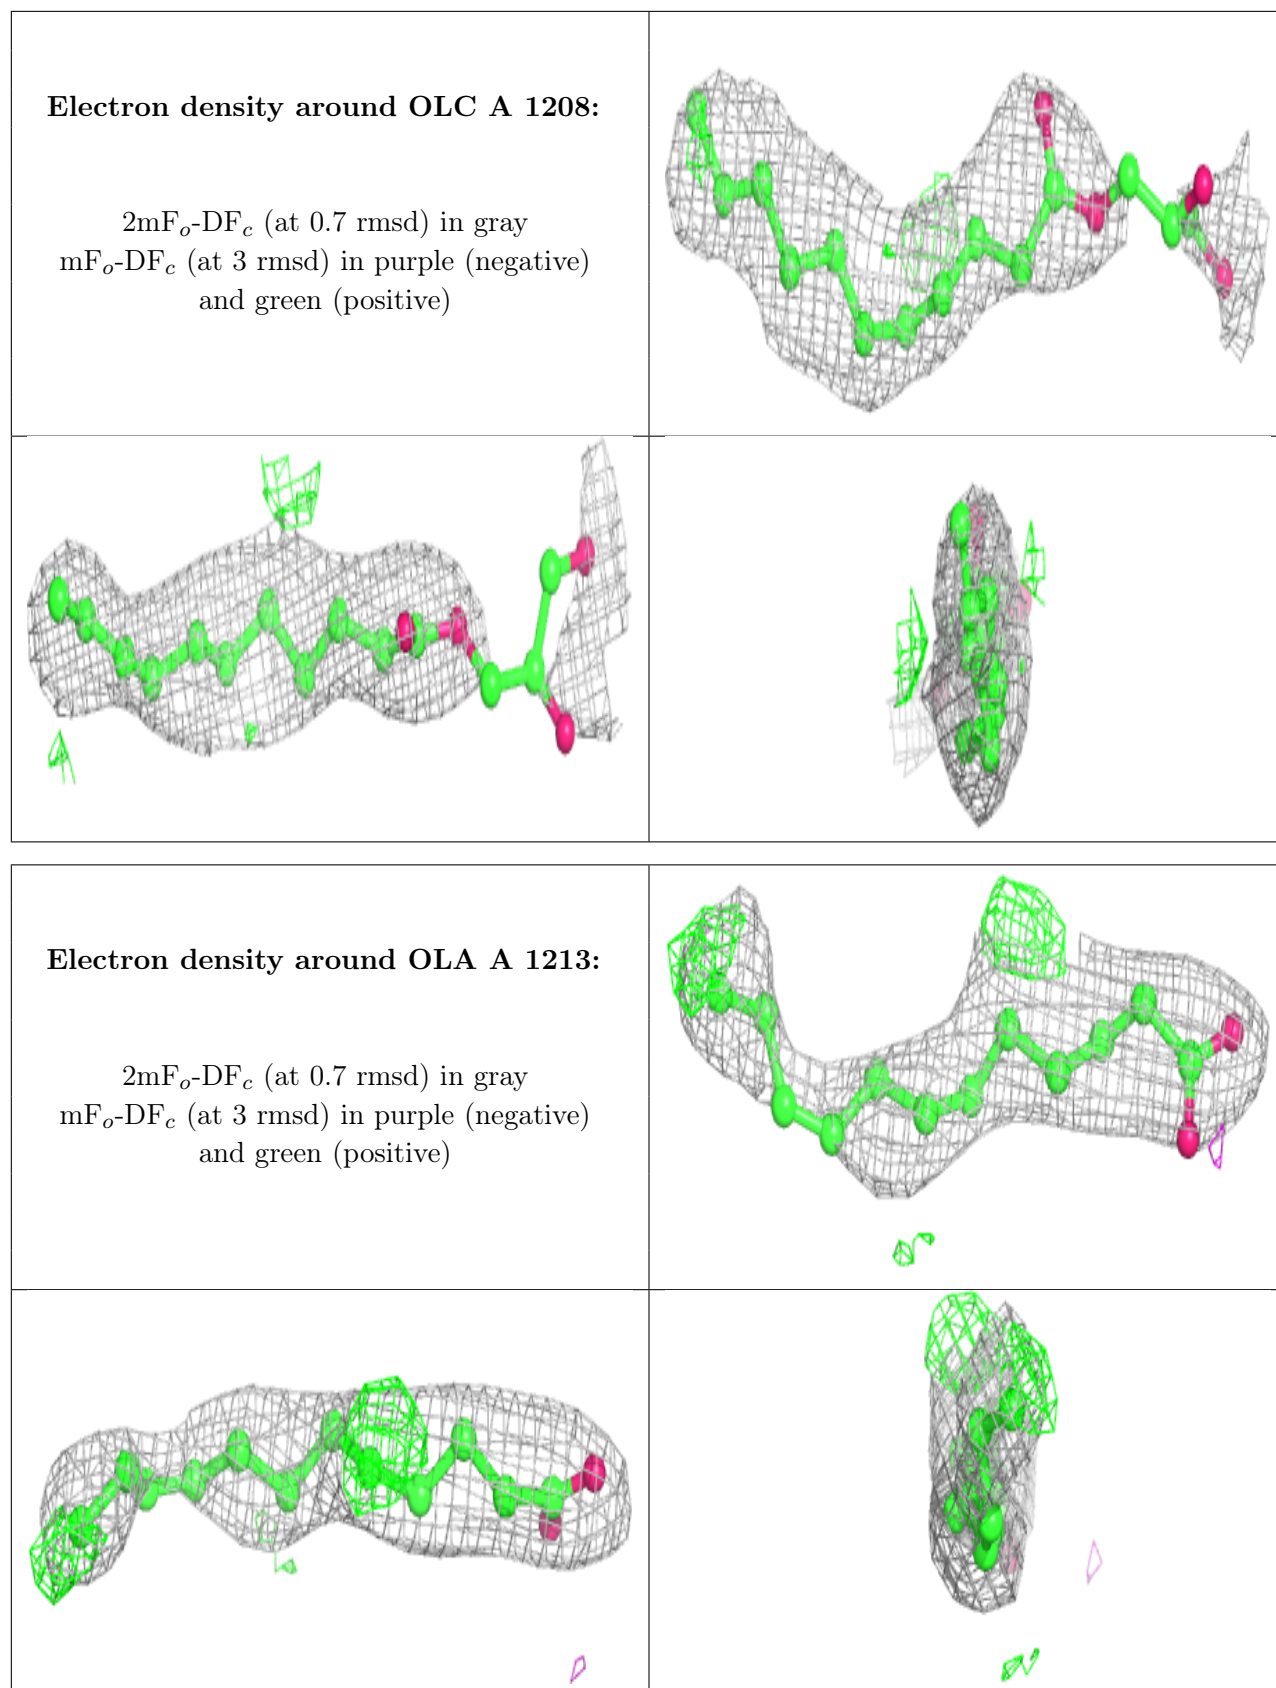 Electron density around OLC A 1208:
2mFo-DFc (at 0.7 rmsd) in gray
mFo-DFc (at 3 rmsd) in purple (negative)
and green (positive)
Electron density around OLA A 1213:
2mFo-DFc (at 0.7 rmsd) in gray
mFo-DFc (at 3 rmsd) in purple (negative)
and green (positive)